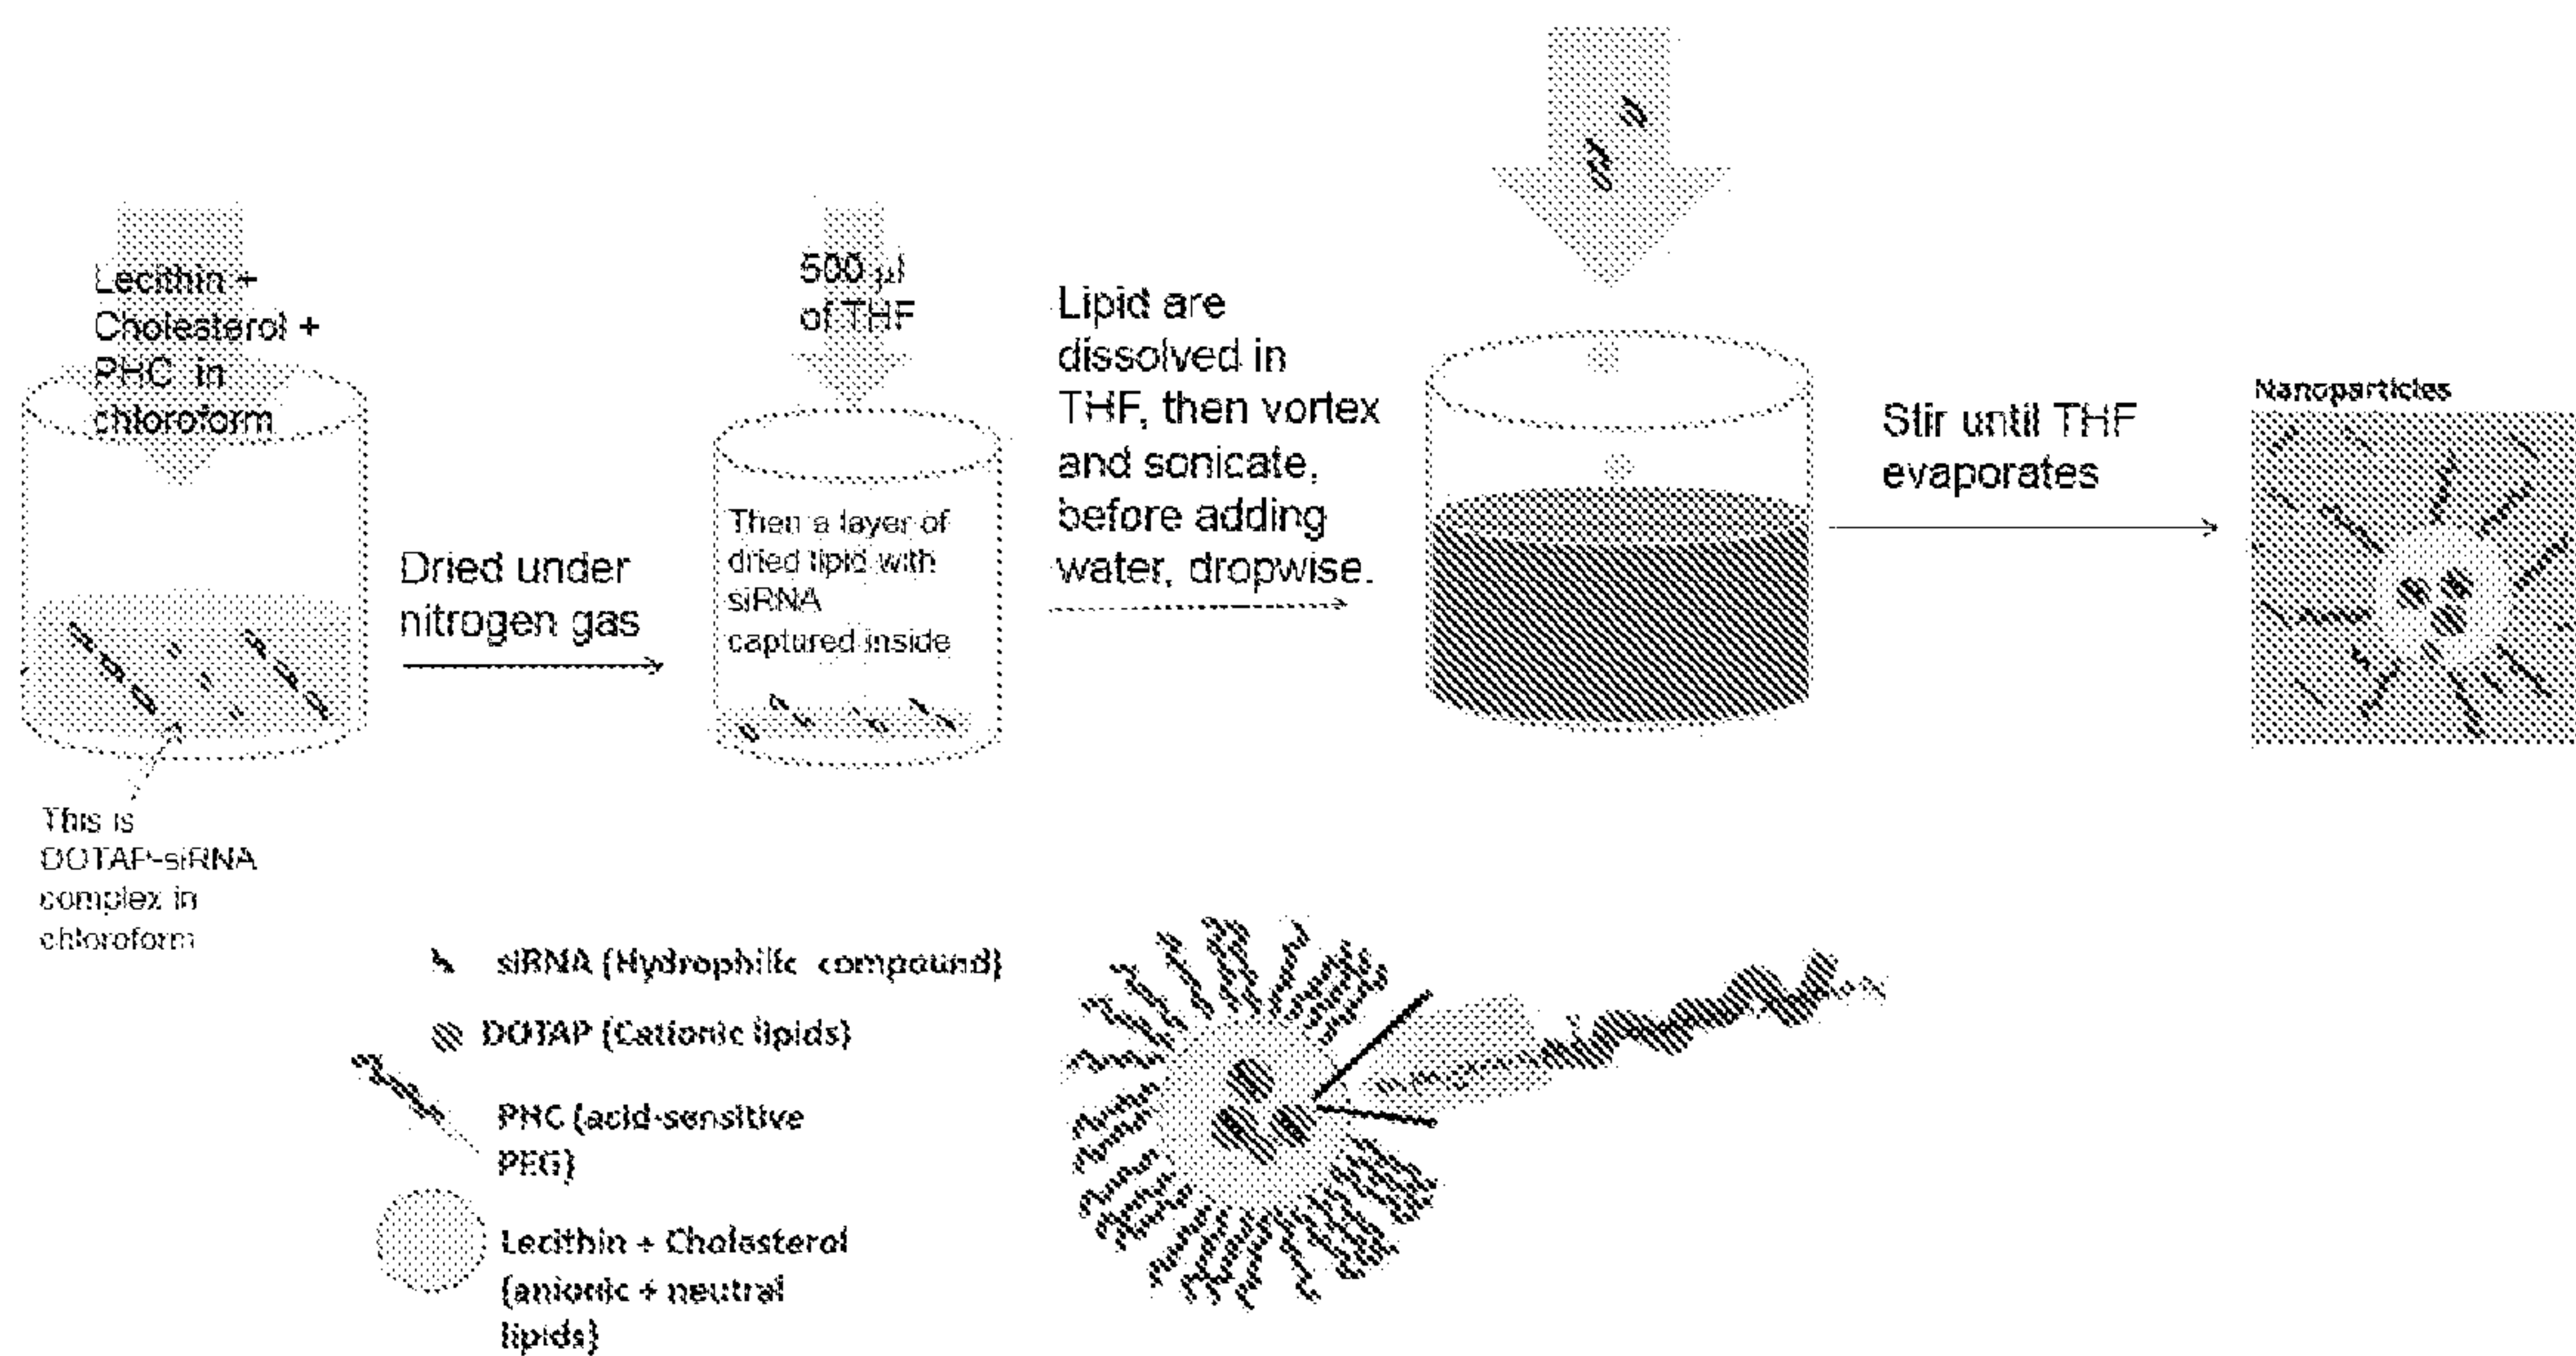 Lecithin +
Cholesterol +
PHC in
chloroform
Dried under
nitrogen gas
This is
DOTAP-siRNA
complex in
chloroform
500 µl
of THF
Then a layer of
dried lipid with
siRNA
captured inside
Lipid are
dissolved in
THF, then vortex
and sonicate,
before adding
water, dropwise.
Stir until THF
evaporates
Nanoparticles
siRNA (Hydrophilic compound)
DOTAP (Cationic lipids)
PHC (acid-sensitive
PEG)
Lecithin + Cholesterol
(anionic + neutral
lipids)